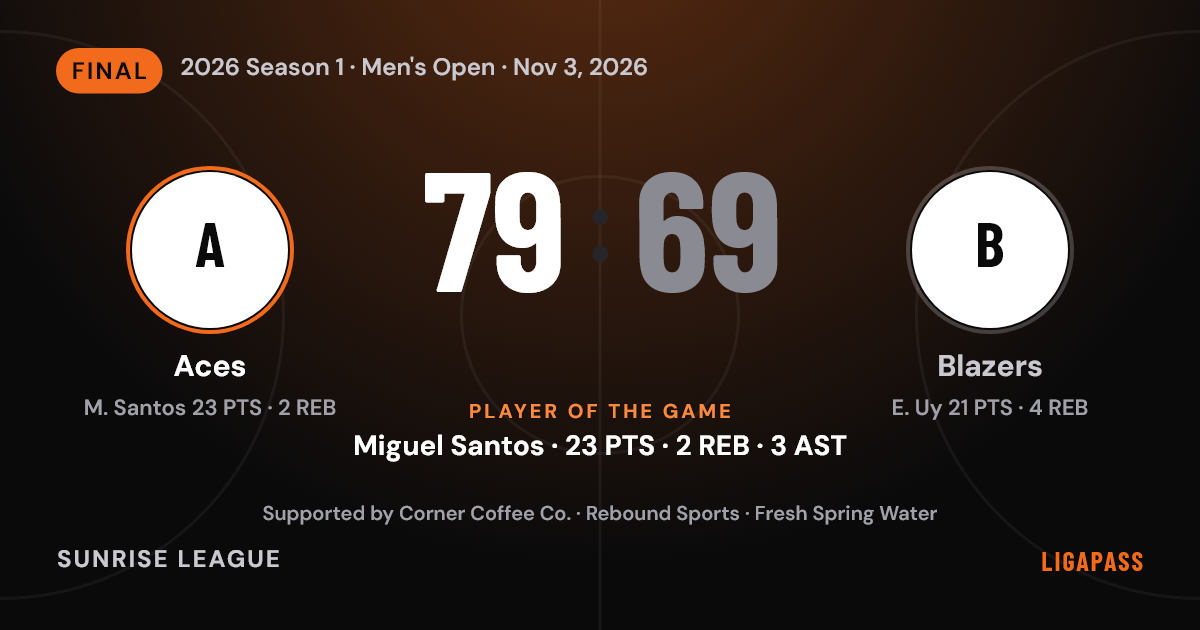 FINAL
2026 Season 1 · Men's Open · Nov 3, 2026
A
79 : 69
B
Aces
Blazers
M. Santos 23 PTS · 2 REB
E. Uy 21 PTS · 4 REB
PLAYER OF THE GAME
Miguel Santos · 23 PTS · 2 REB · 3 AST
Supported by Corner Coffee Co. · Rebound Sports · Fresh Spring Water
SUNRISE LEAGUE
LIGAPASS